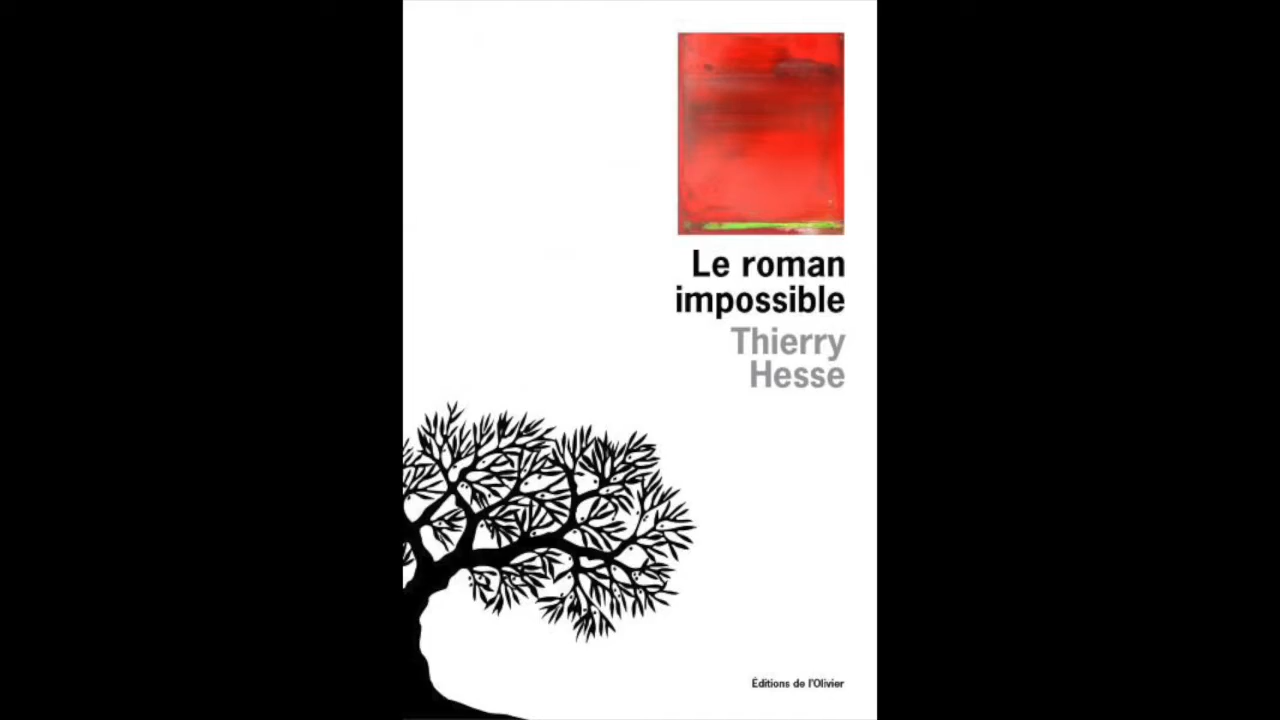 Le roman
impossible
Thierry
Hesse
Éditions de l'Olivier